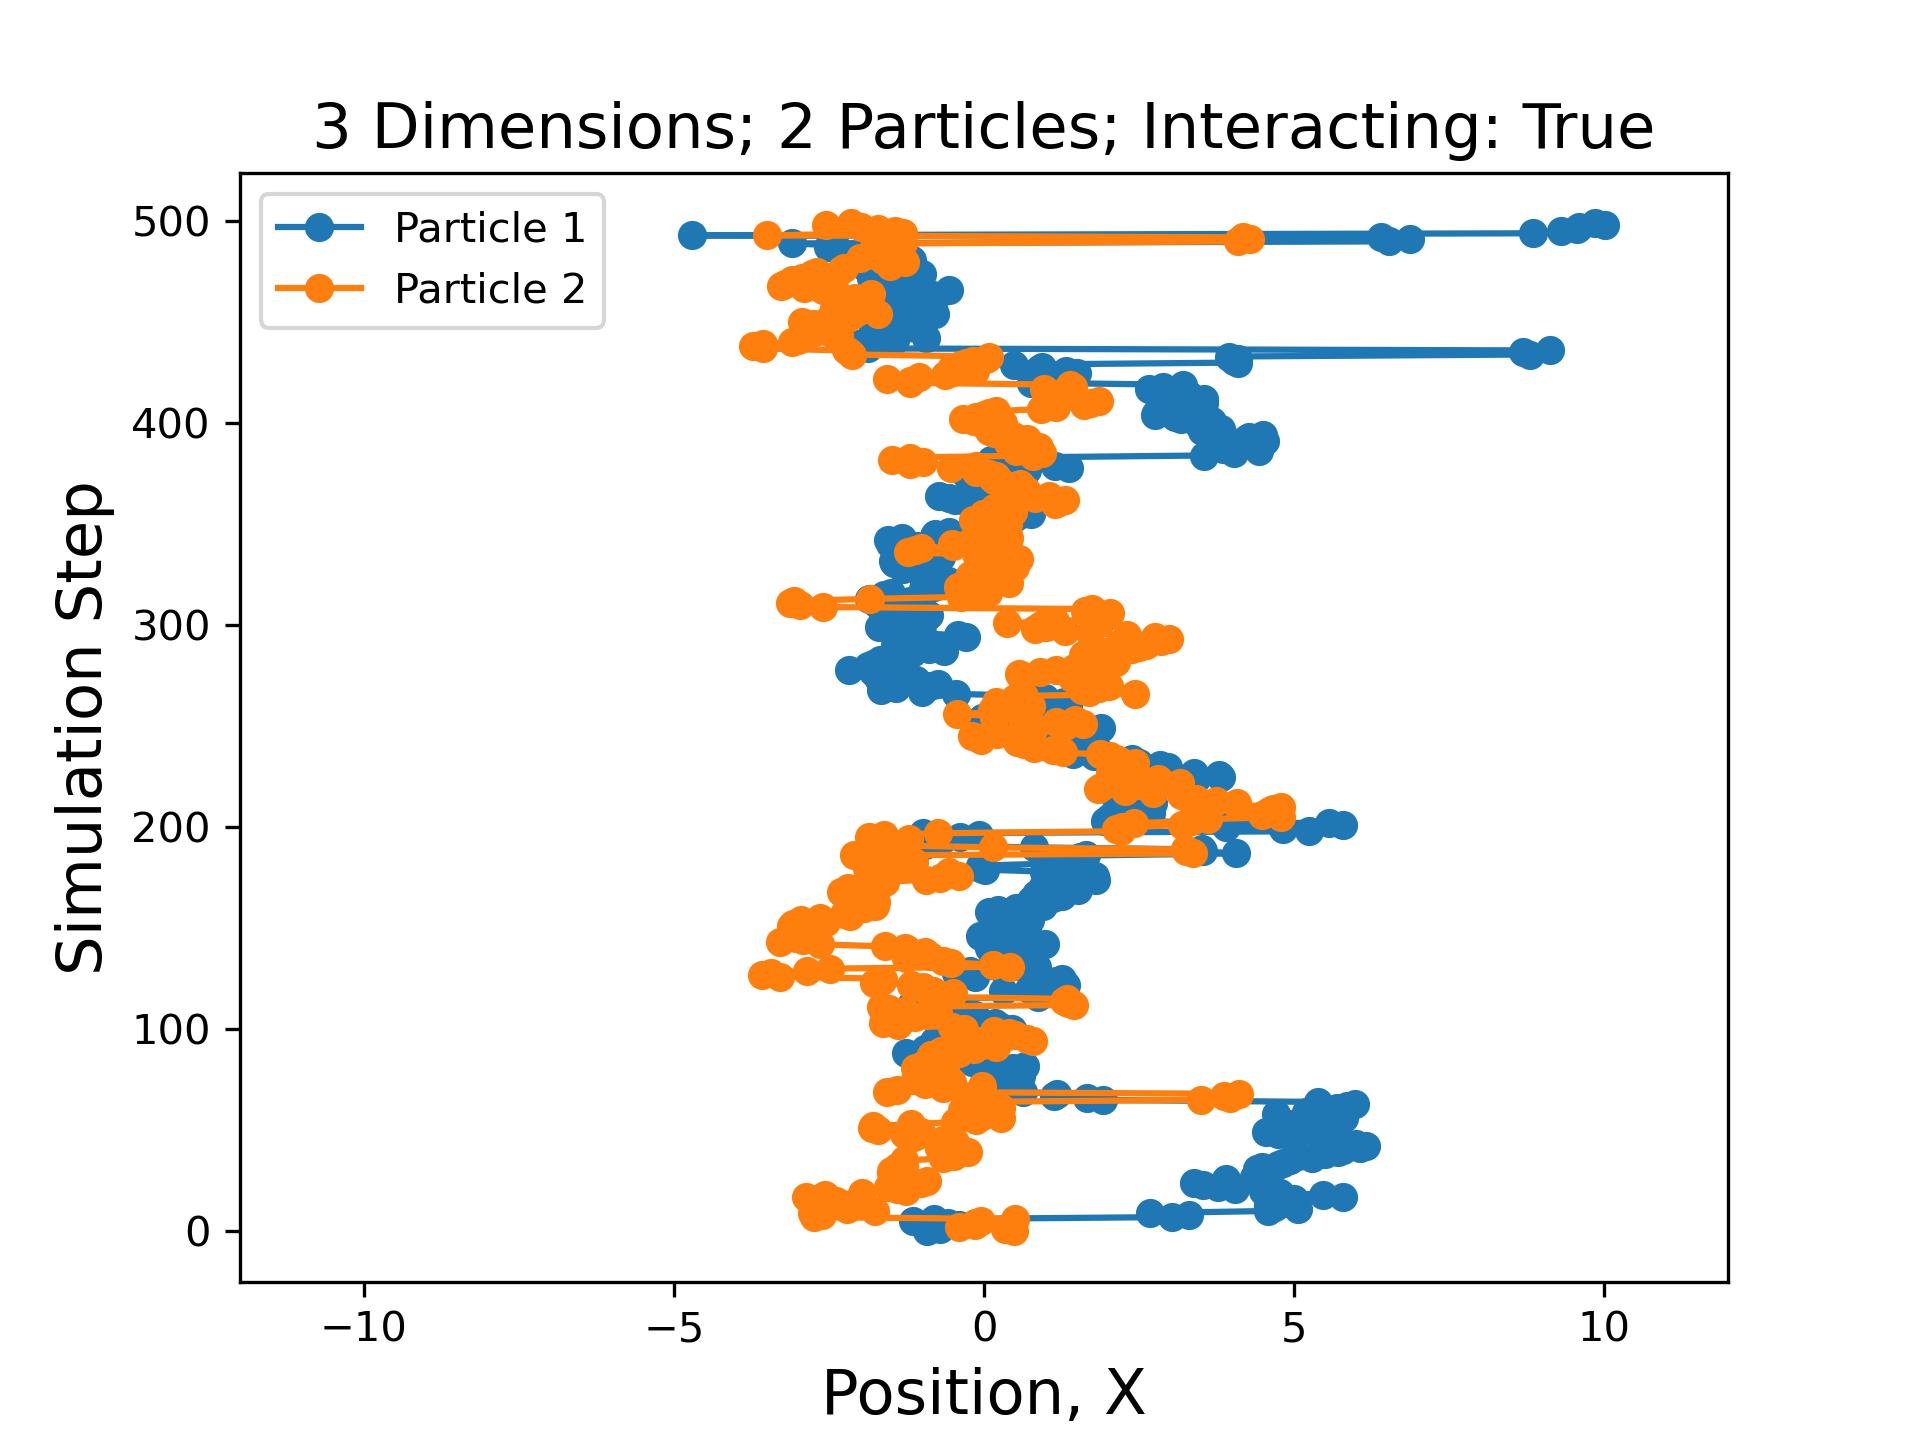 3 Dimensions; 2 Particles; Interacting: True
Particle 1
Particle 2
Simulation Step
500
400
300
200
100
0
−10
−5
0
5
10
Position, X